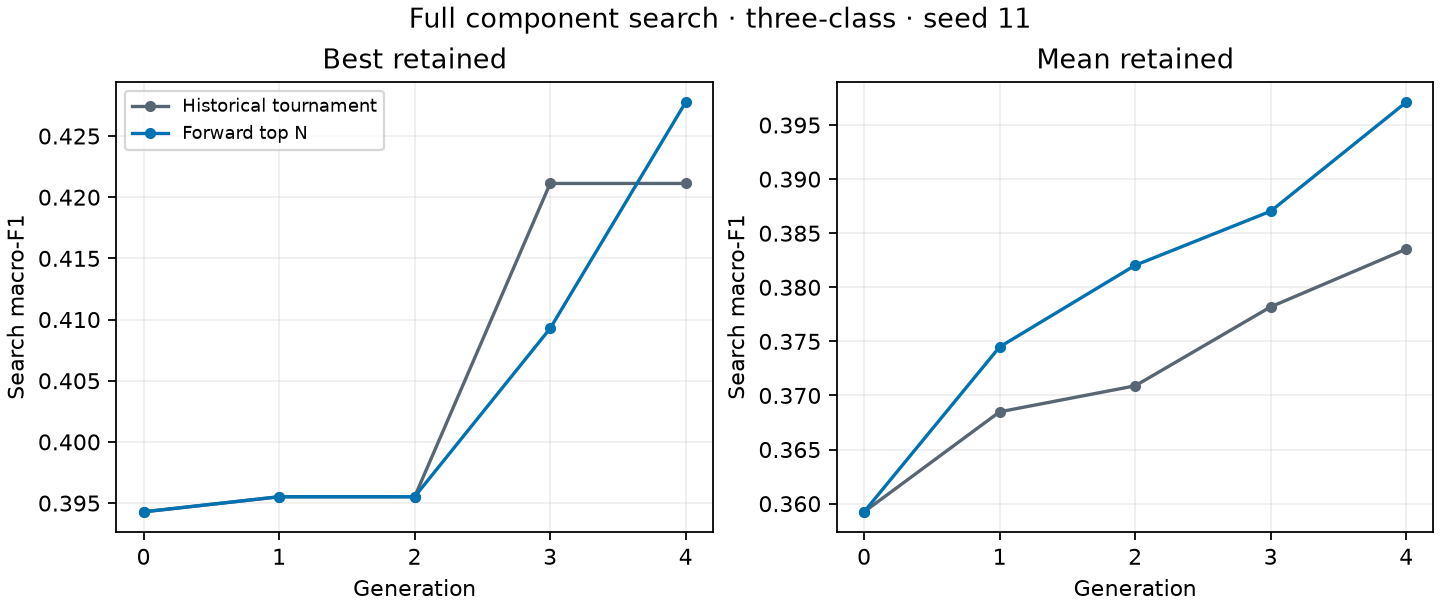 Full component search · three-class · seed 11
Best retained
Historical tournament
Forward top N
Search macro-F1
0.425
0.420
0.415
0.410
0.405
0.400
0.395
0 1 2 3 4
Generation
Mean retained
Search macro-F1
0.395
0.390
0.385
0.380
0.375
0.370
0.365
0.360
0 1 2 3 4
Generation